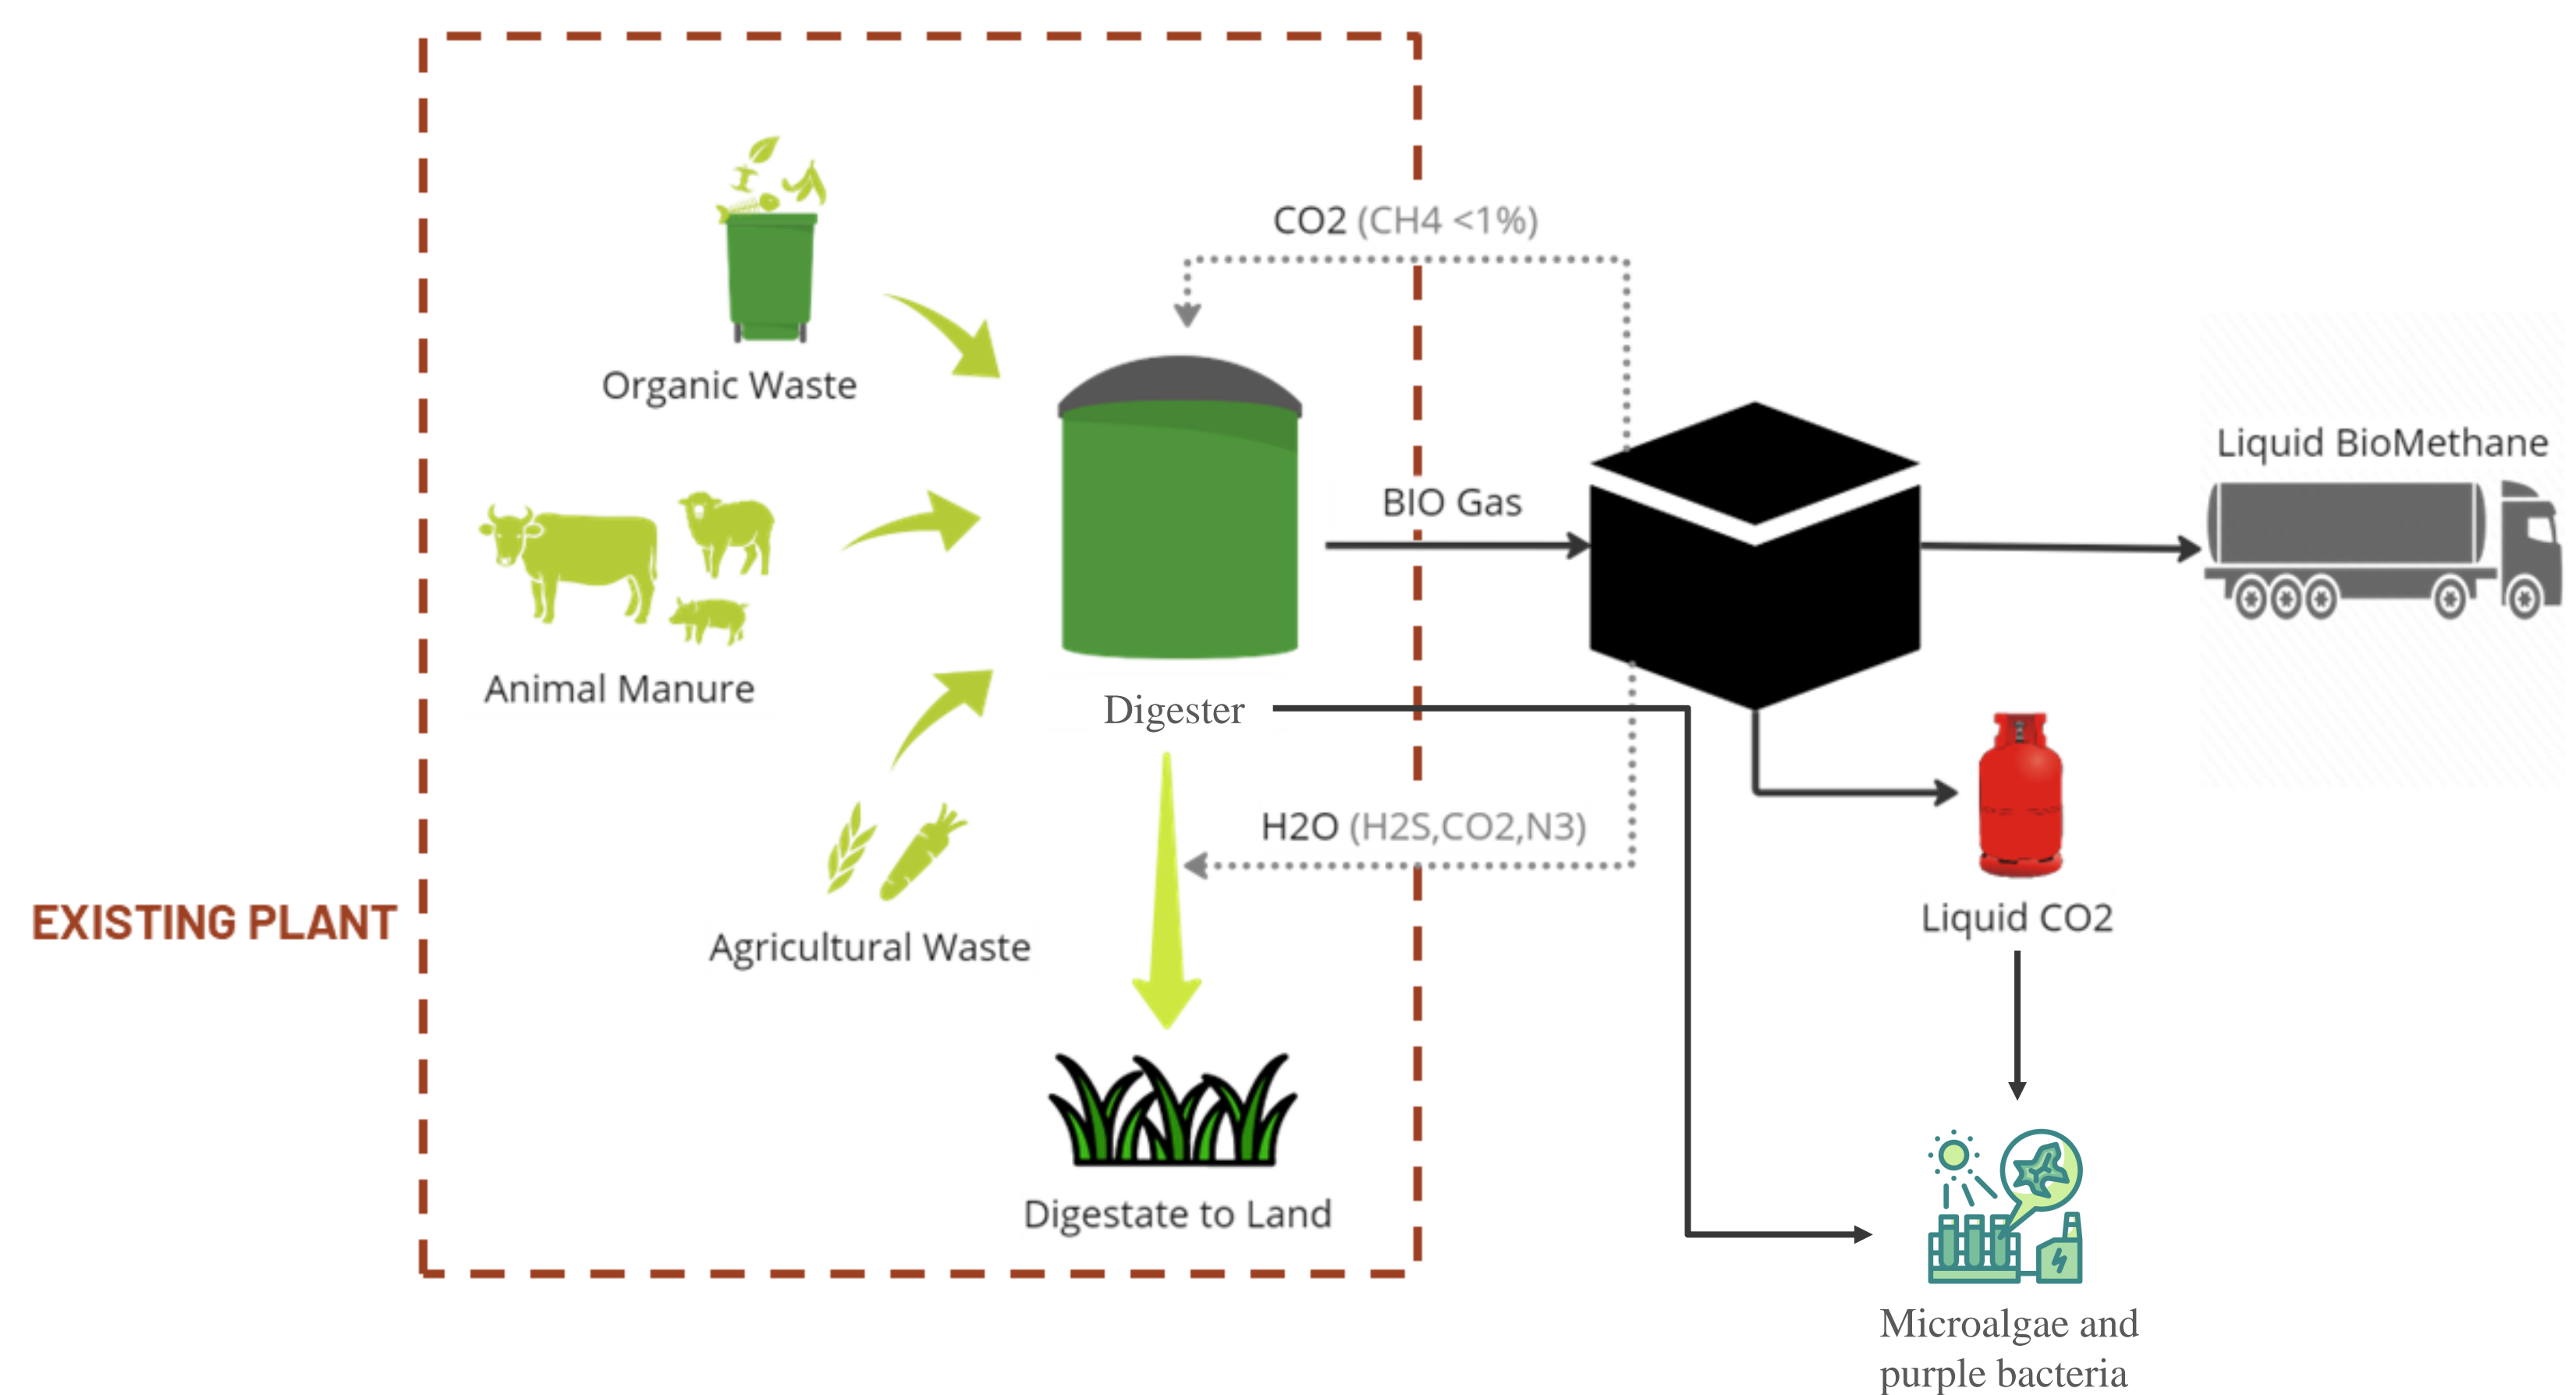 CO2 (CH4 <1%)
Organic Waste
Liquid BioMethane
BIO Gas
Animal Manure
Digester
H2O (H2S,CO2,N3)
EXISTING PLANT
Agricultural Waste
Liquid CO2
Digestate to Land
Microalgae and
purple bacteria